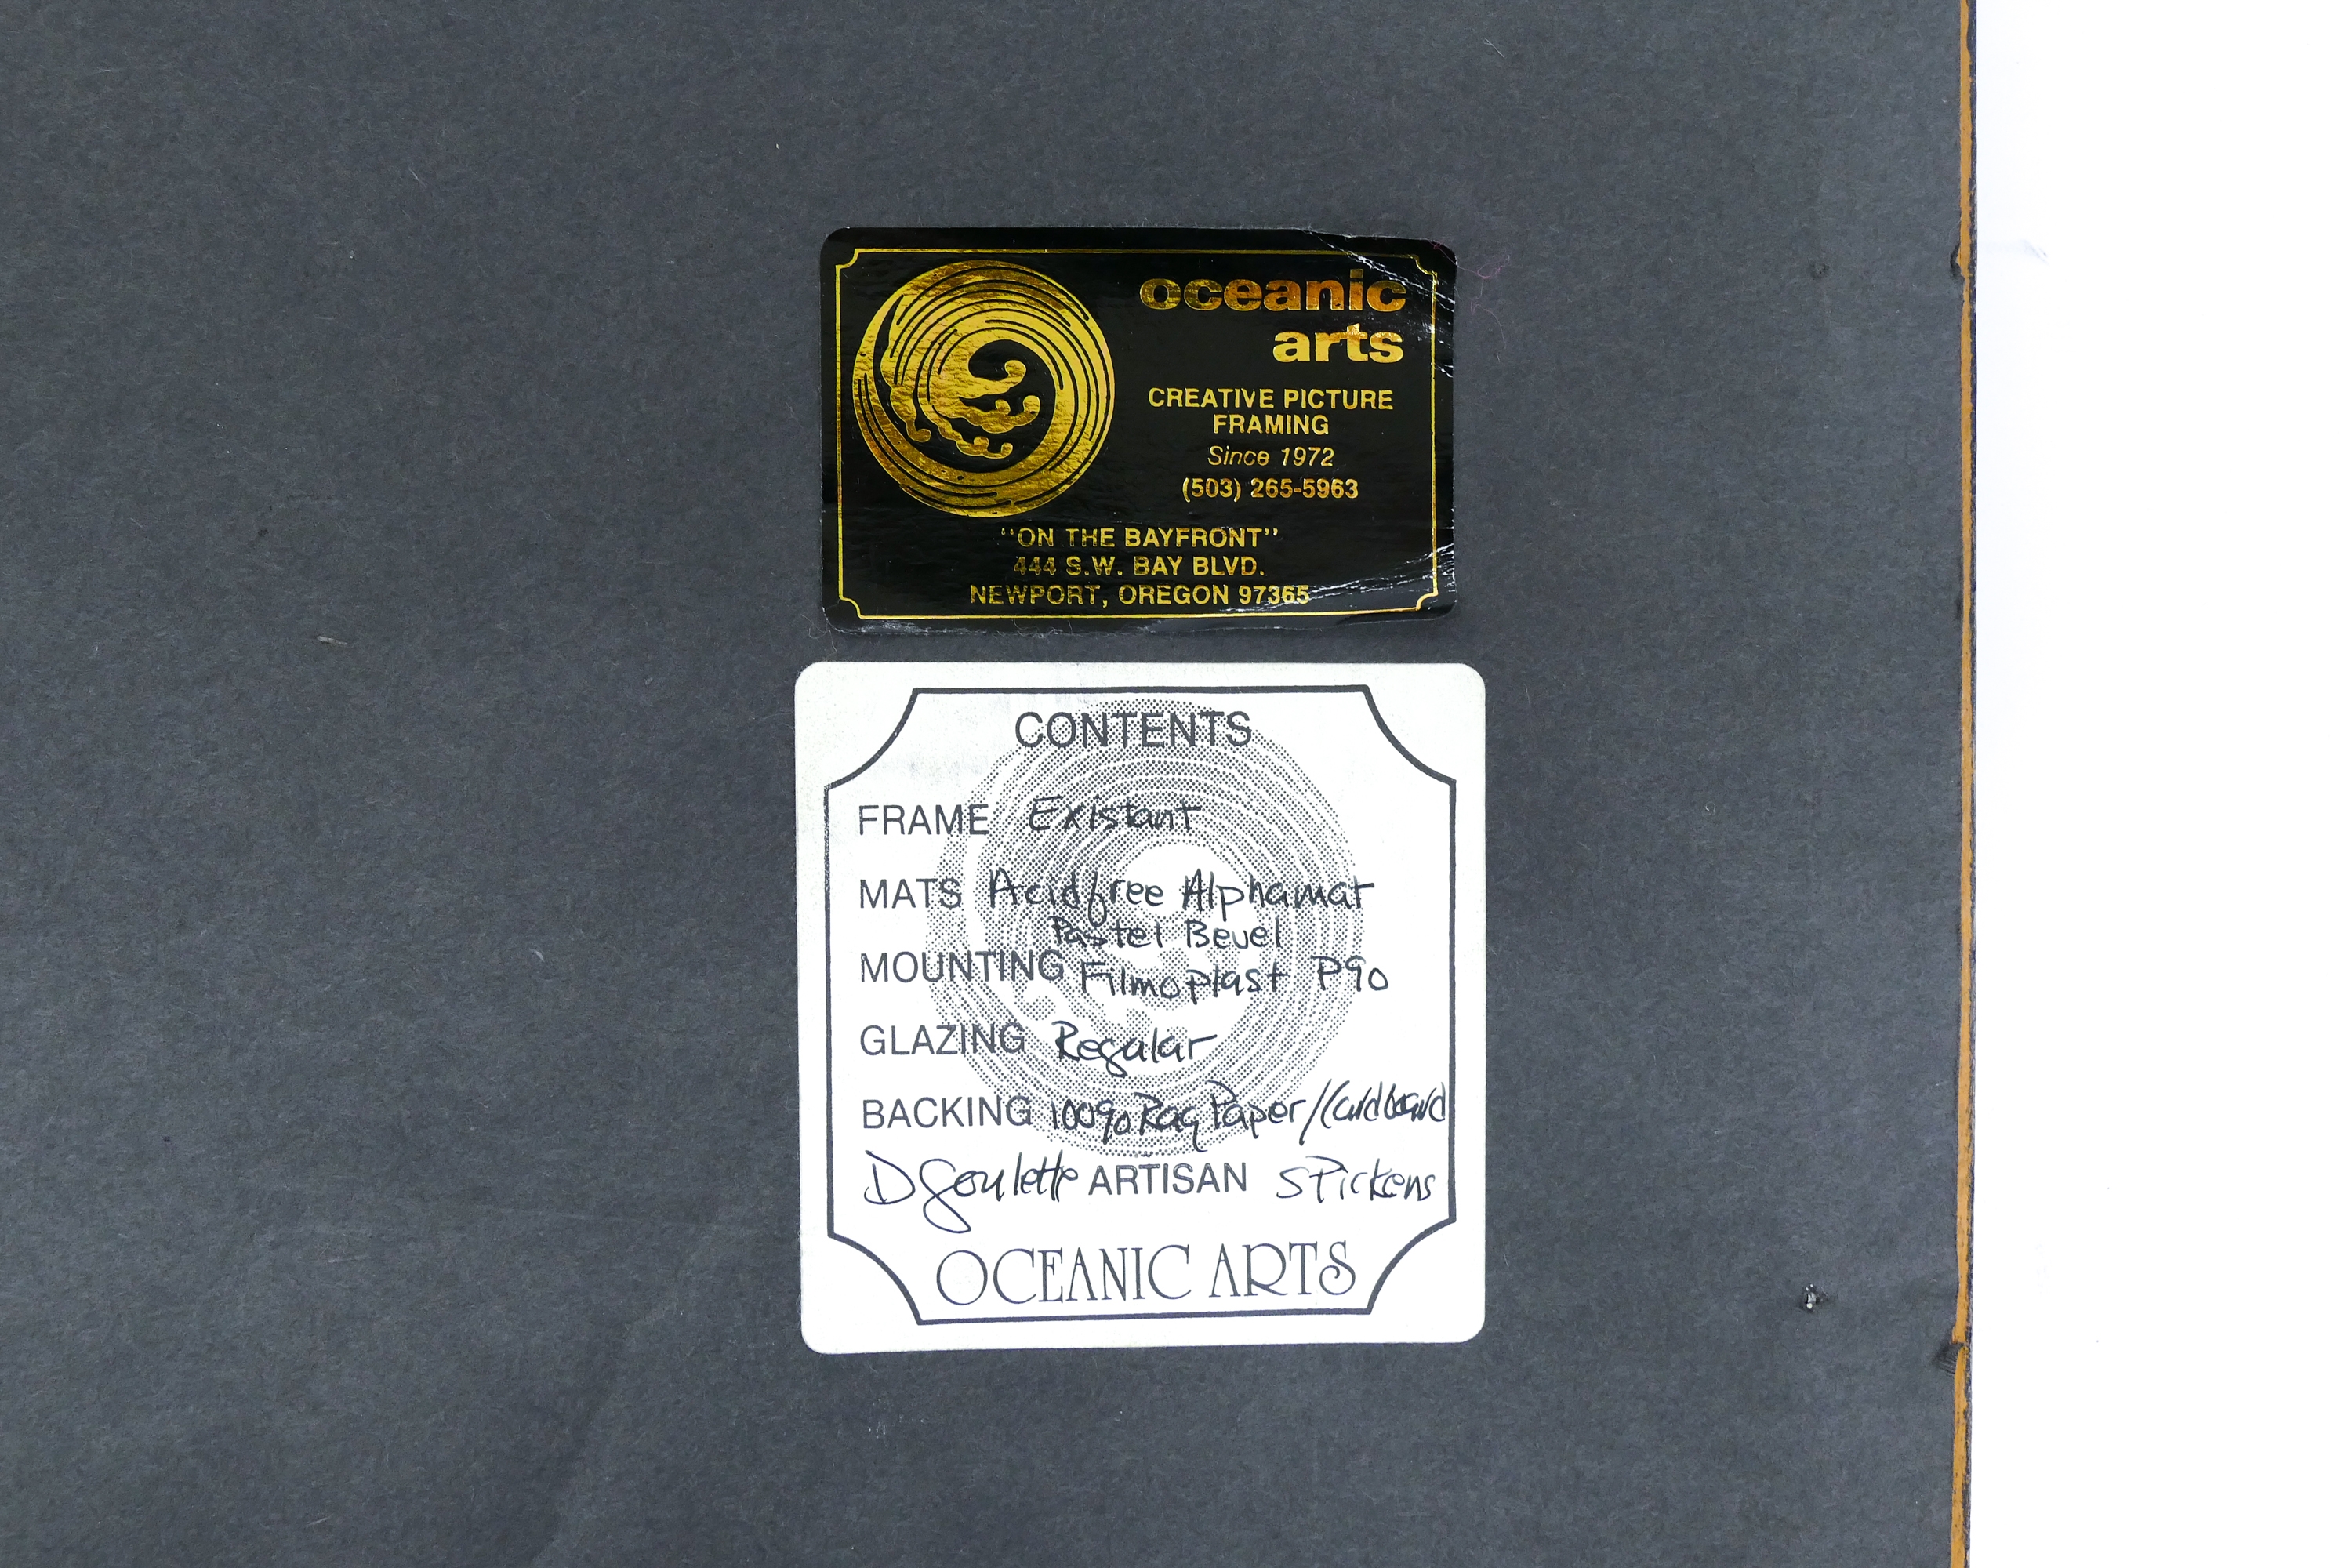 oceanic
arts
CREATIVE PICTURE
FRAMING
Since 1972
(503) 265-5963
"ON THE BAYFRONT"
444 S.W. BAY BLVD.
NEWPORT, OREGON 97365
CONTENTS
FRAME Existant
MATS Acidfree Alphamat
Pastel Bevel
MOUNTING Filmoplast P90
GLAZING Regular
BACKING 100% Rag Paper/Cardboard
D Goulette ARTISAN S Pickens
OCEANIC ARTS